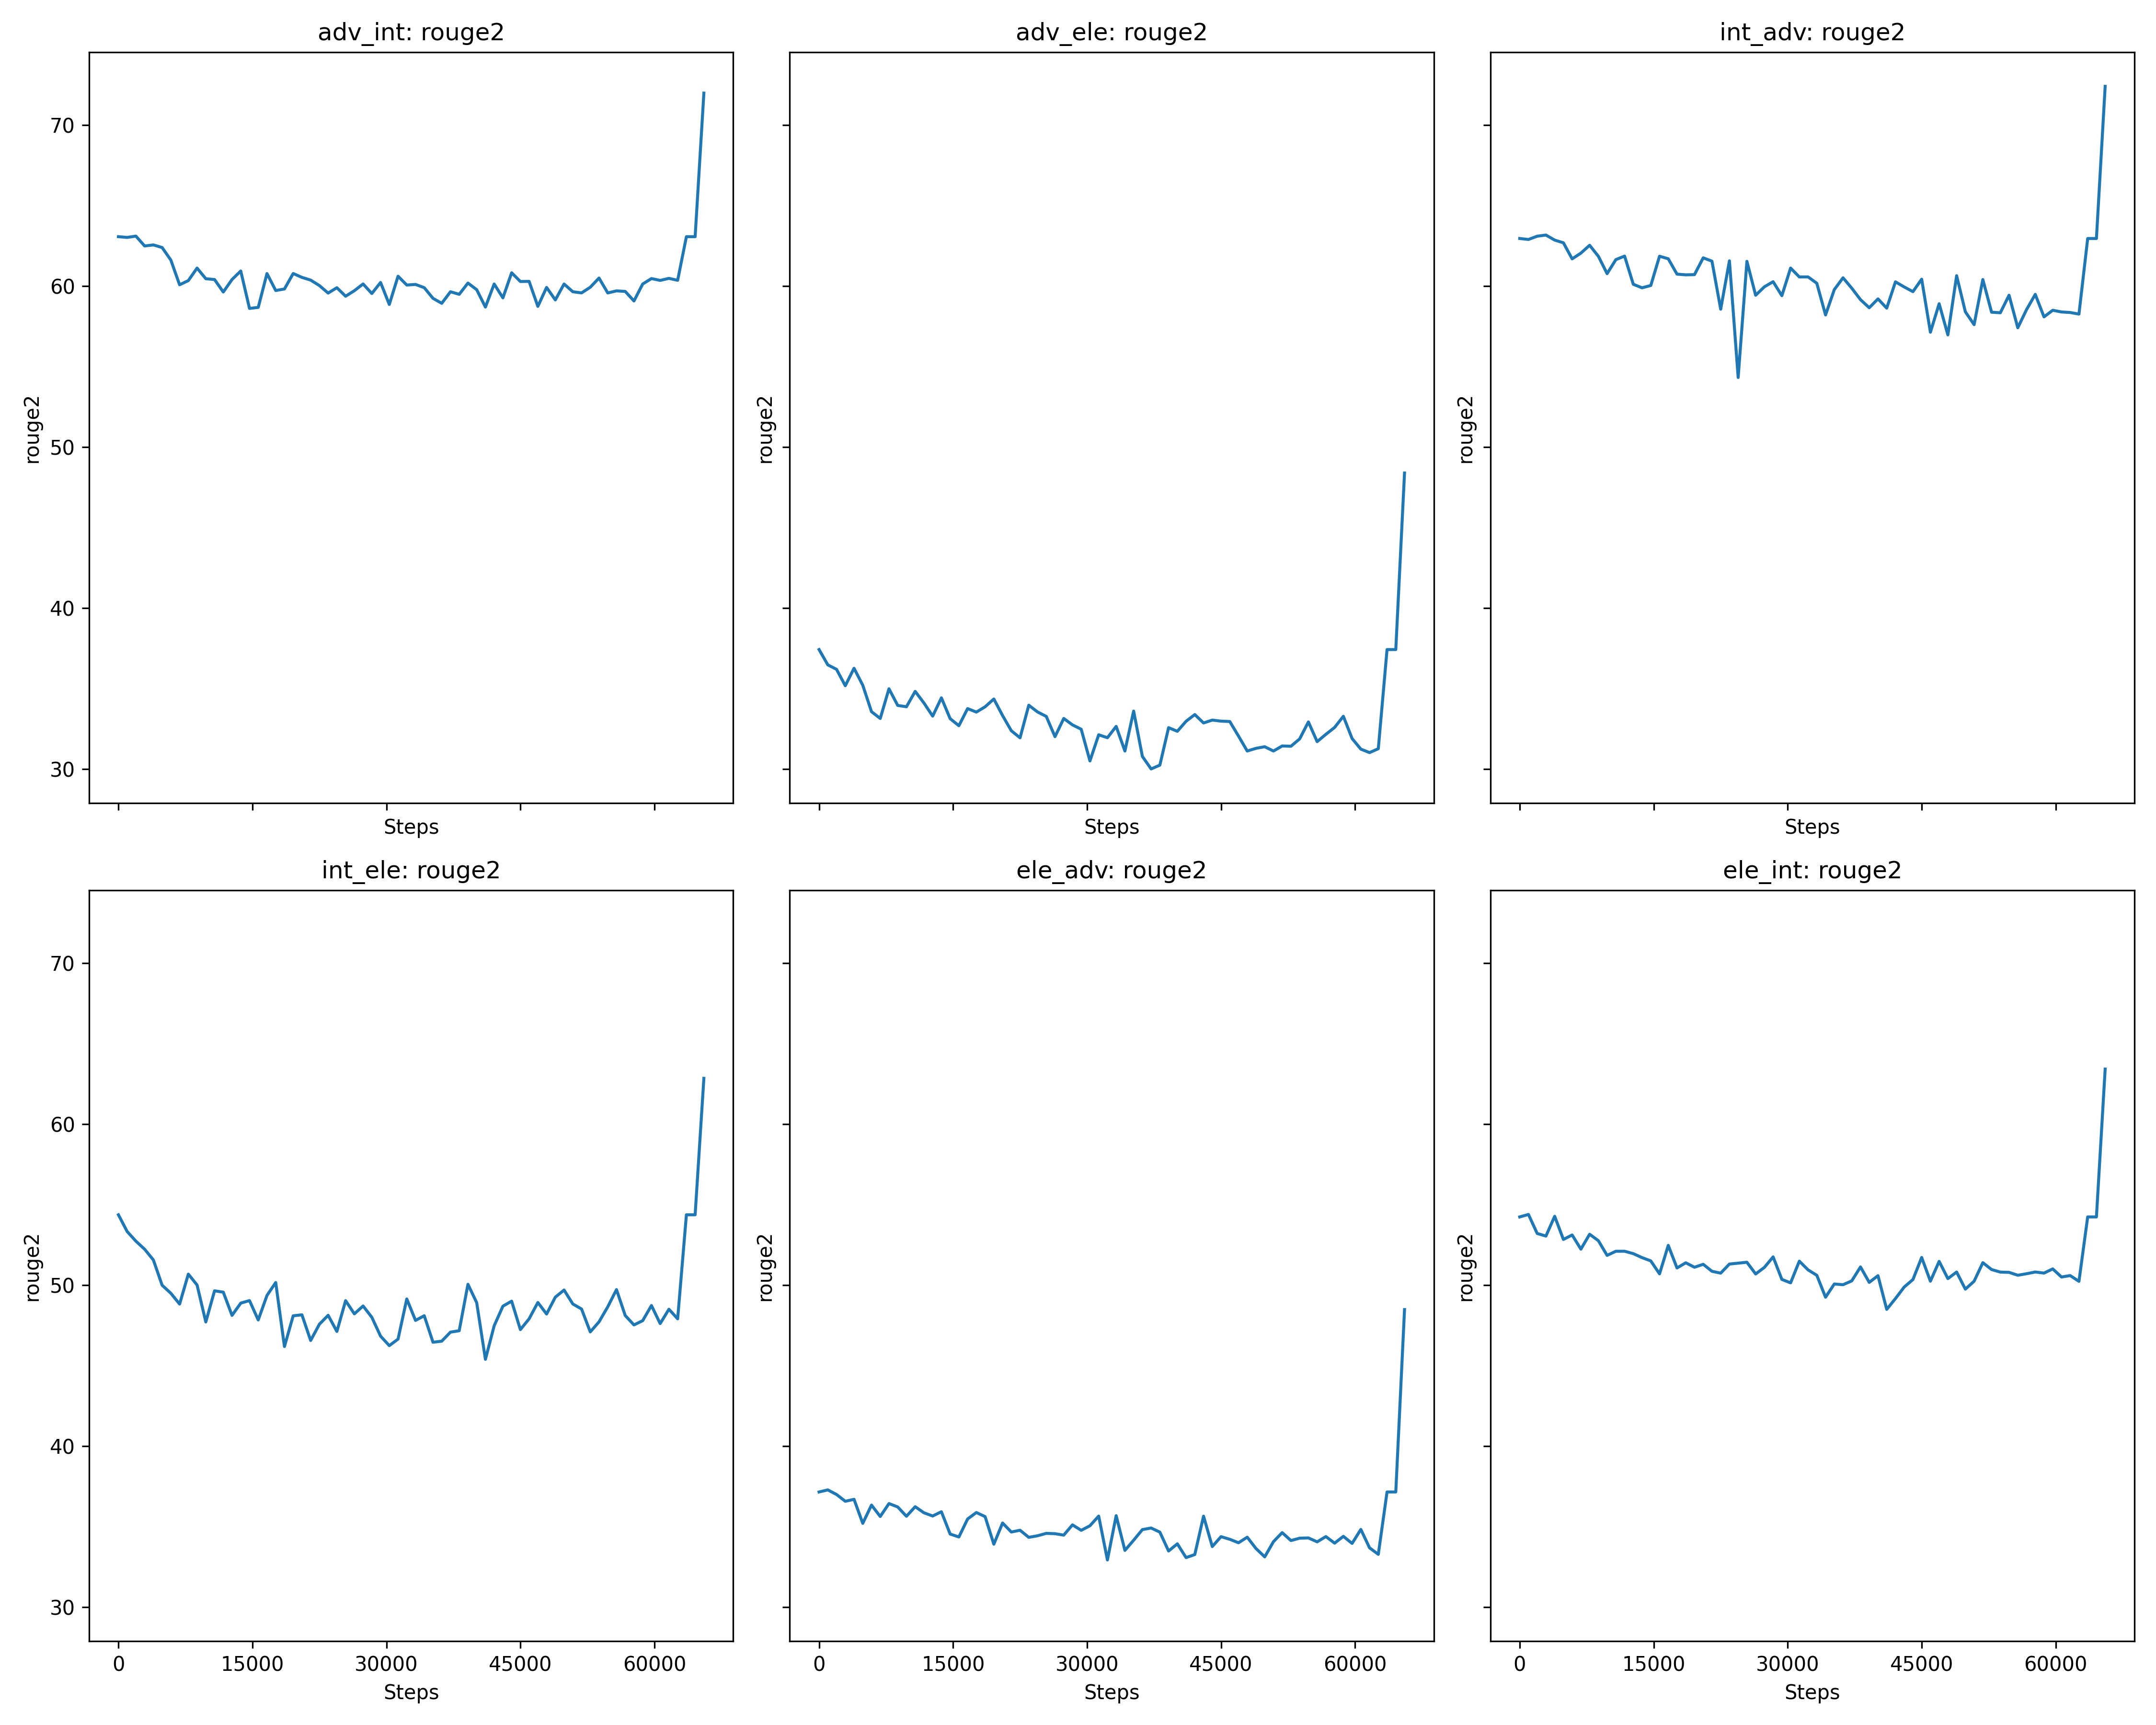 adv_int: rouge2
adv_ele: rouge2
int_adv: rouge2
70
60
50
40
30
rouge2
rouge2
rouge2
Steps
Steps
Steps
int_ele: rouge2
ele_adv: rouge2
ele_int: rouge2
70
60
50
40
30
rouge2
rouge2
rouge2
0 15000 30000 45000 60000
0 15000 30000 45000 60000
0 15000 30000 45000 60000
Steps
Steps
Steps